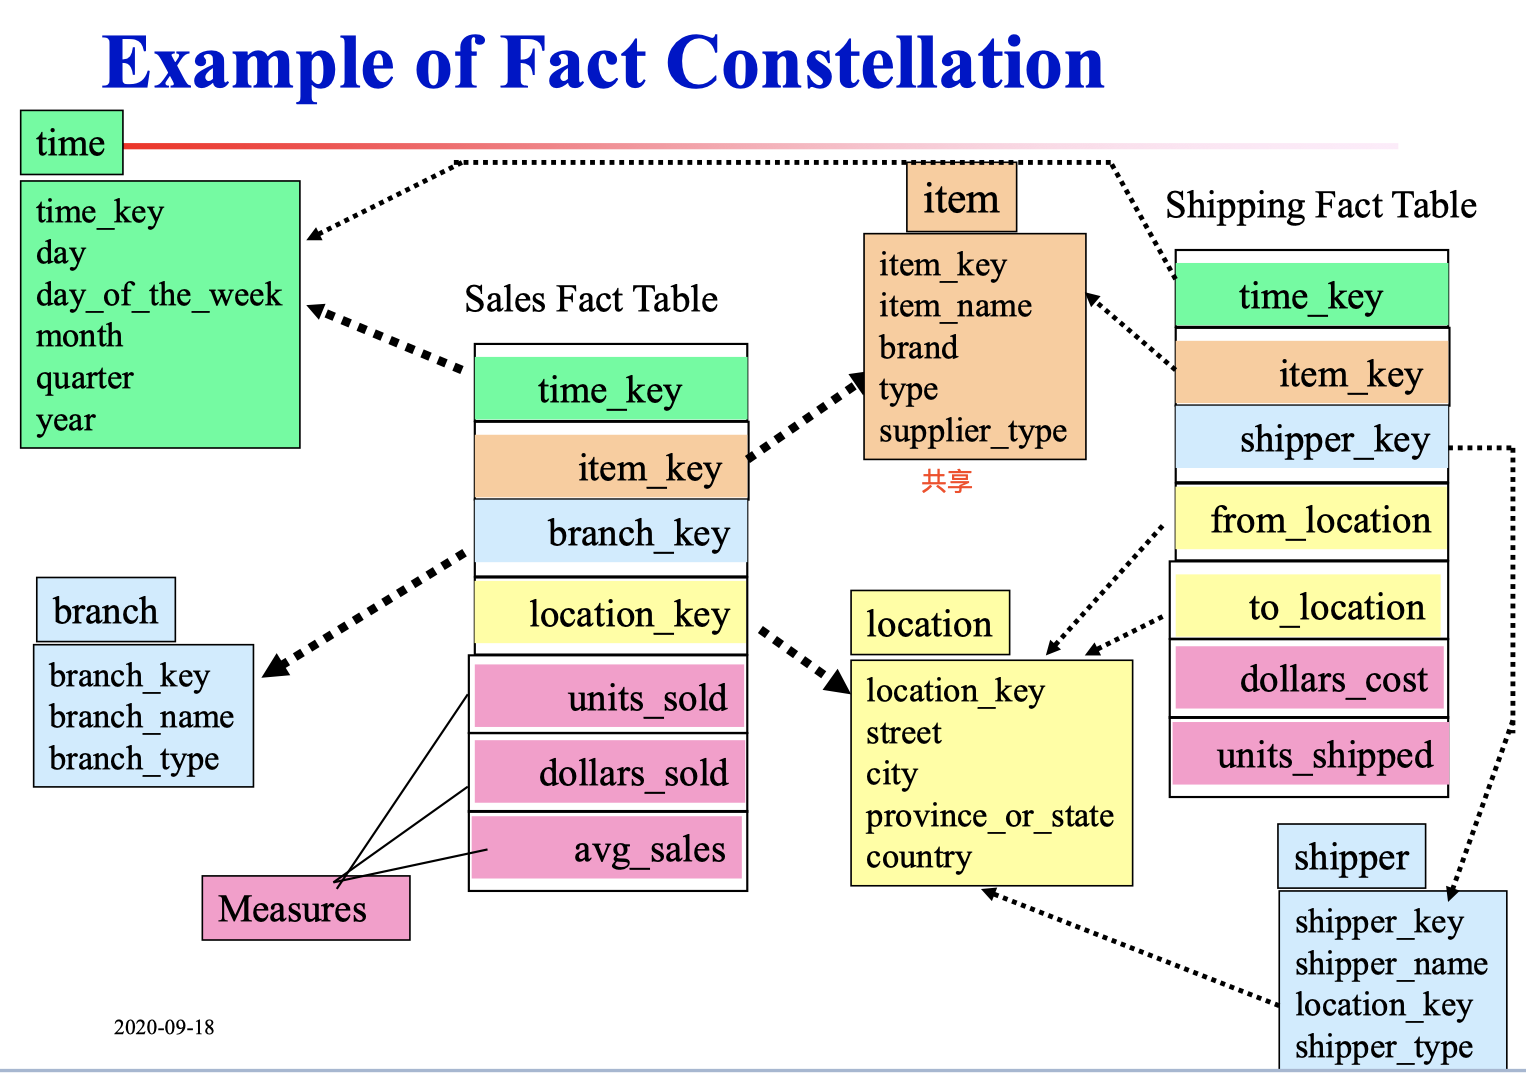 Example of Fact Constellation
time
time_key
day
day_of_the_week
month
quarter
year
Sales Fact Table
time_key
item_key
branch_key
location_key
units_sold
dollars_sold
avg_sales
branch
branch_key
branch_name
branch_type
Measures
item
item_key
item_name
brand
type
supplier_type
共享
location
location_key
street
city
province_or_state
country
Shipping Fact Table
time_key
item_key
shipper_key
from_location
to_location
dollars_cost
units_shipped
shipper
shipper_key
shipper_name
location_key
shipper_type
2020-09-18